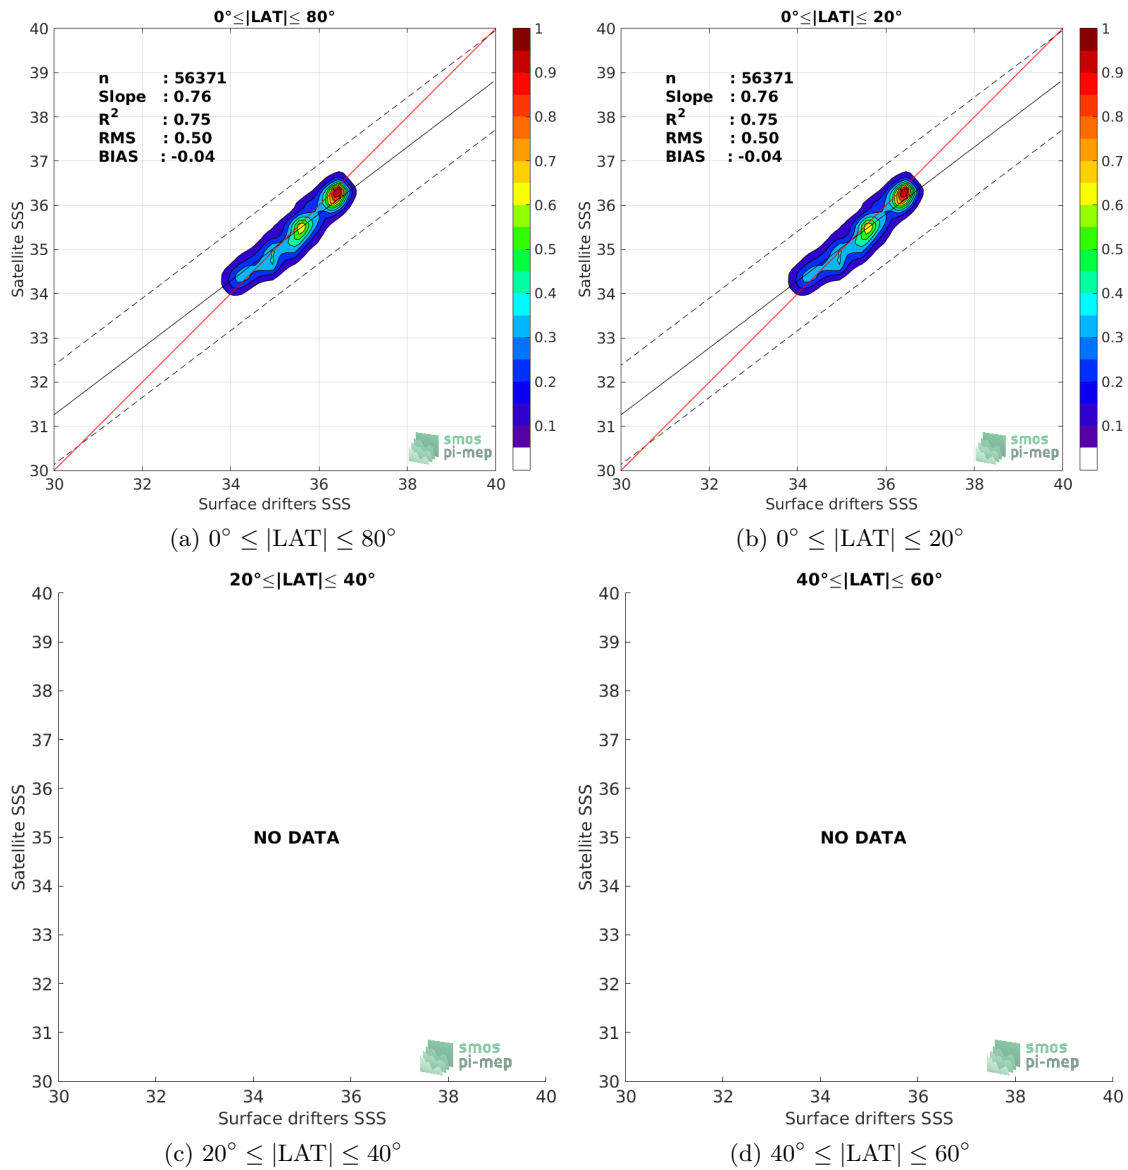 0°≤|LAT|≤ 80°
40
39
38
37
36
35
34
33
32
31
30
Satellite SSS
n : 56371
Slope : 0.76
R2 : 0.75
RMS : 0.50
BIAS : -0.04
smos
pi-mep
30 32 34 36 38 40
Surface drifters SSS
1
0.9
0.8
0.7
0.6
0.5
0.4
0.3
0.2
0.1
(a) 0° ≤ |LAT| ≤ 80°
0°≤|LAT|≤ 20°
40
39
38
37
36
35
34
33
32
31
30
Satellite SSS
n : 56371
Slope : 0.76
R2 : 0.75
RMS : 0.50
BIAS : -0.04
smos
pi-mep
30 32 34 36 38 40
Surface drifters SSS
1
0.9
0.8
0.7
0.6
0.5
0.4
0.3
0.2
0.1
(b) 0° ≤ |LAT| ≤ 20°
20°≤|LAT|≤ 40°
40
39
38
37
36
35
34
33
32
31
30
Satellite SSS
NO DATA
smos
pi-mep
30 32 34 36 38 40
Surface drifters SSS
(c) 20° ≤ |LAT| ≤ 40°
40°≤|LAT|≤ 60°
40
39
38
37
36
35
34
33
32
31
30
Satellite SSS
NO DATA
smos
pi-mep
30 32 34 36 38 40
Surface drifters SSS
(d) 40° ≤ |LAT| ≤ 60°